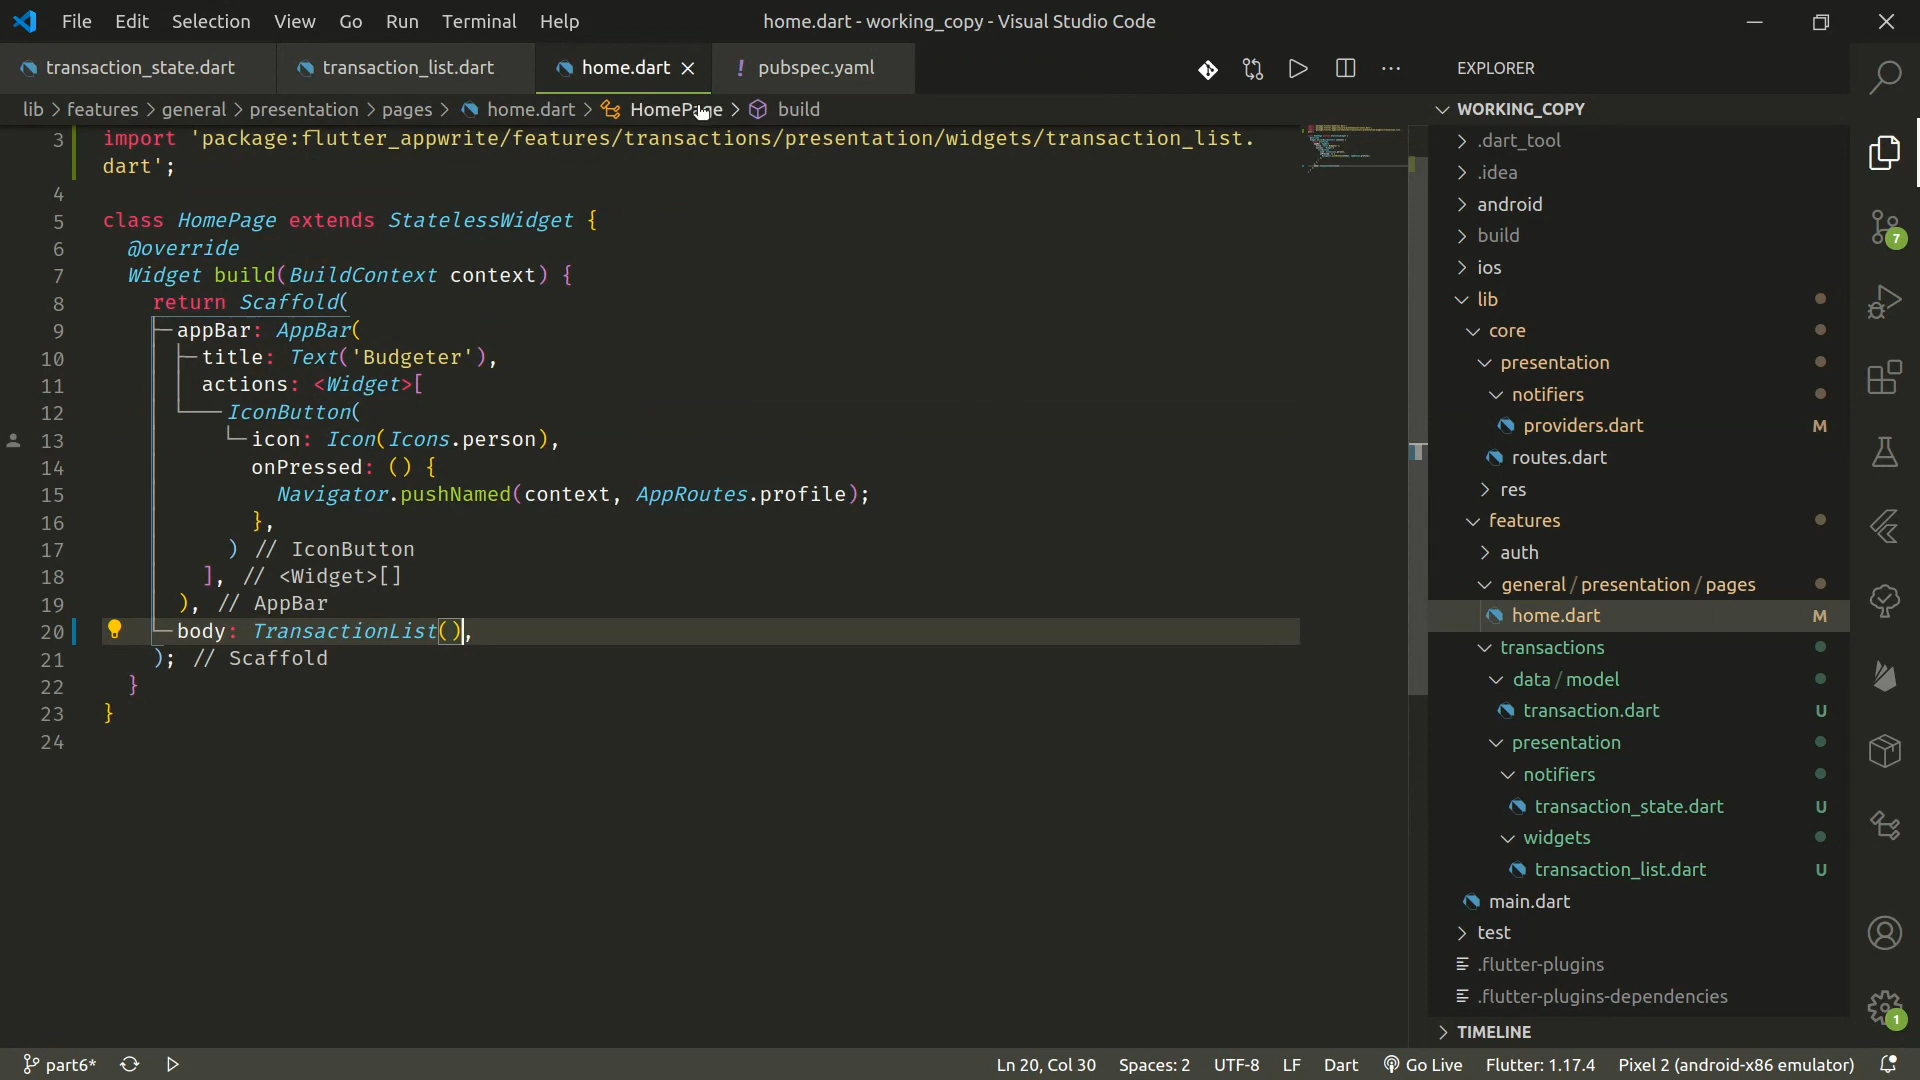 File Edit Selection View Go Run Terminal Help
home.dart - working_copy - Visual Studio Code
transaction_state.dart
transaction_list.dart
home.dart
! pubspec.yaml
lib > features > general > presentation > pages > home.dart > HomePage > build
3 import 'package:flutter_appwrite/features/transactions/presentation/widgets/transaction_list.
dart';
4
5 class HomePage extends StatelessWidget {
6 @override
7 Widget build(BuildContext context) {
8 return Scaffold(
9 appBar: AppBar(
10 title: Text('Budgeter'),
11 actions: <Widget>[
12 IconButton(
13 icon: Icon(Icons.person),
14 onPressed: () {
15 Navigator.pushNamed(context, AppRoutes.profile);
16 },
17 ) // IconButton
18 ], // <Widget>[]
19 ), // AppBar
20 body: TransactionList(),
21 ); // Scaffold
22 }
23 }
24
EXPLORER
WORKING_COPY
.dart_tool
.idea
android
build
ios
lib
core
presentation
notifiers
providers.dart M
routes.dart
res
features
auth
general / presentation / pages
home.dart M
transactions
data / model
transaction.dart U
presentation
notifiers
transaction_state.dart U
widgets
transaction_list.dart U
main.dart
test
.flutter-plugins
.flutter-plugins-dependencies
TIMELINE
7
1
part6*
Ln 20, Col 30
Spaces: 2
UTF-8
LF
Dart
Go Live
Flutter: 1.17.4
Pixel 2 (android-x86 emulator)